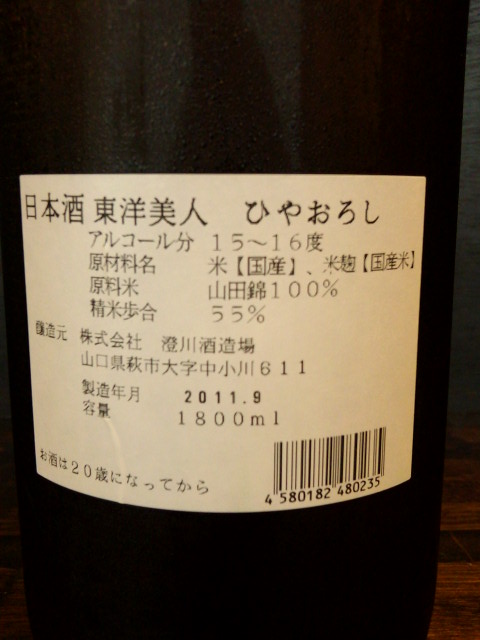 日本酒 東洋美人 ひやおろし
アルコール分 15～16度
原材料名 米【国産】、米麹【国産米】
原料米 山田錦100％
精米歩合 55％
醸造元 株式会社 澄川酒造場
山口県萩市大字中小川611
製造年月 2011.9
容量 1800ml
お酒は20歳になってから
4 580182 480235